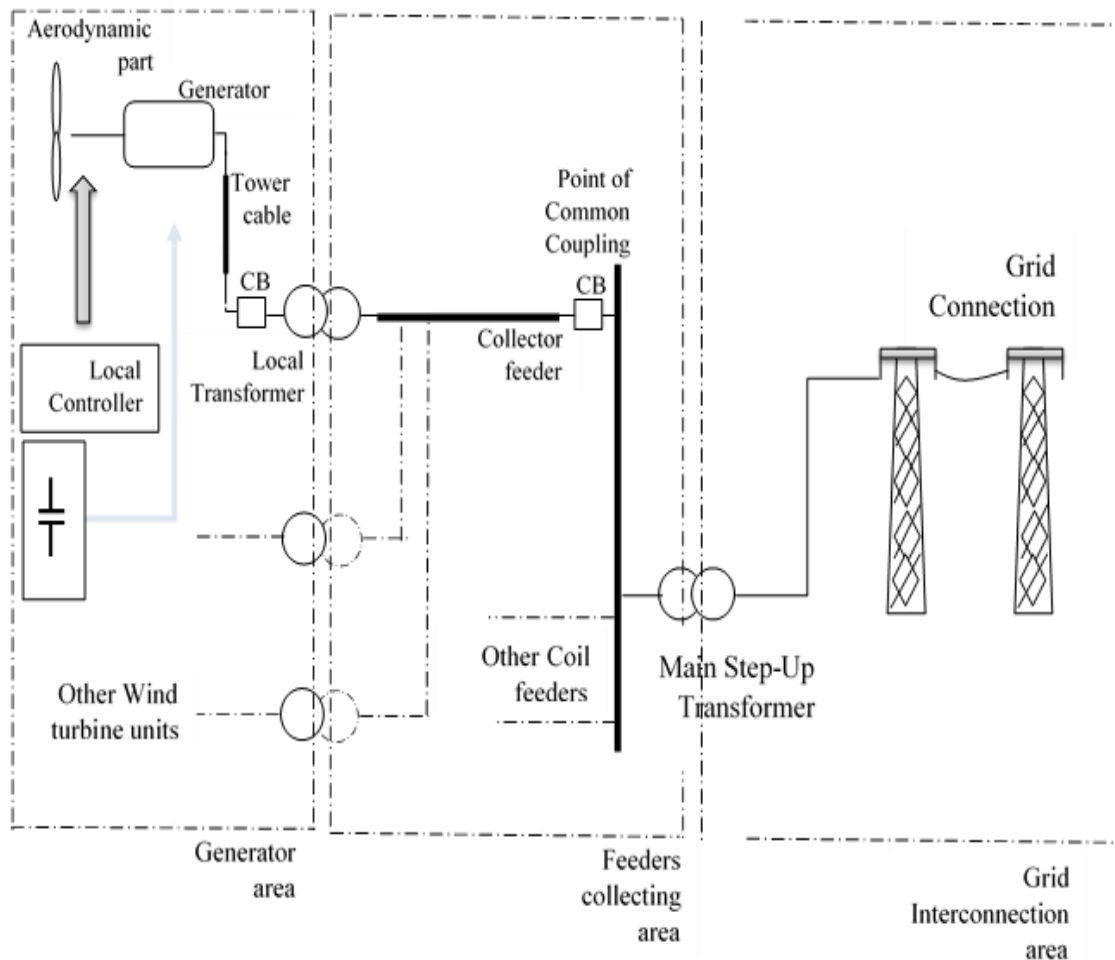 Aerodynamic
part
Generator
Tower
cable
CB
Local
Transformer
Local
Controller
Other Wind
turbine units
Generator
area
Point of
Common
Coupling
CB
Collector
feeder
Other Coil
feeders
Feeders
collecting
area
Main Step-Up
Transformer
Grid
Connection
Grid
Interconnection
area